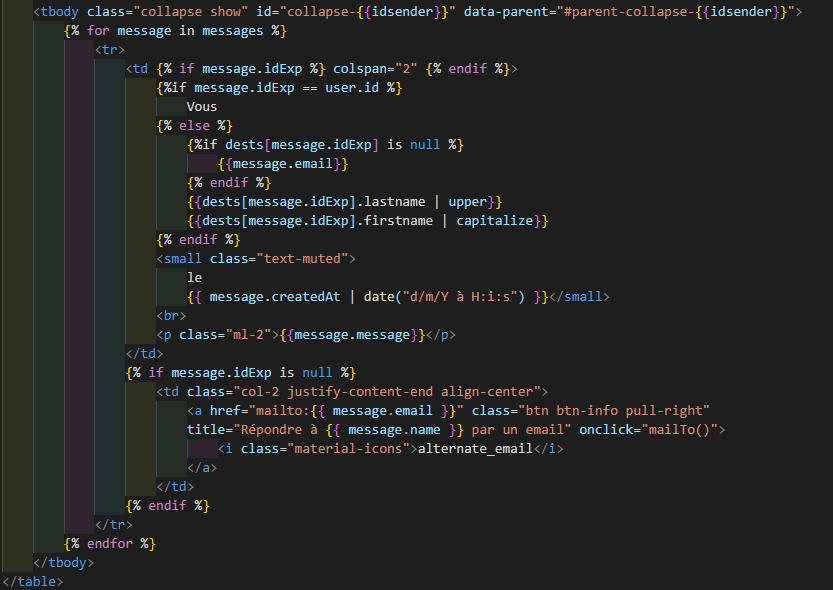 <tbody class="collapse show" id="collapse-{{idsender}}" data-parent="#parent-collapse-{{idsender}}">
{% for message in messages %}
<tr>
<td {% if message.idExp %} colspan="2" {% endif %}>
{%if message.idExp == user.id %}
Vous
{% else %}
{%if dests[message.idExp] is null %}
{{message.email}}
{% endif %}
{{dests[message.idExp].lastname | upper}}
{{dests[message.idExp].firstname | capitalize}}
{% endif %}
<small class="text-muted">
le
{{ message.createdAt | date("d/m/Y à H:i:s") }}</small>
<br>
<p class="ml-2">{{message.message}}</p>
</td>
{% if message.idExp is null %}
<td class="col-2 justify-content-end align-center">
<a href="mailto:{{ message.email }}" class="btn btn-info pull-right"
title="Répondre à {{ message.name }} par un email" onclick="mailTo()">
<i class="material-icons">alternate_email</i>
</a>
</td>
{% endif %}
</tr>
{% endfor %}
</tbody>
</table>